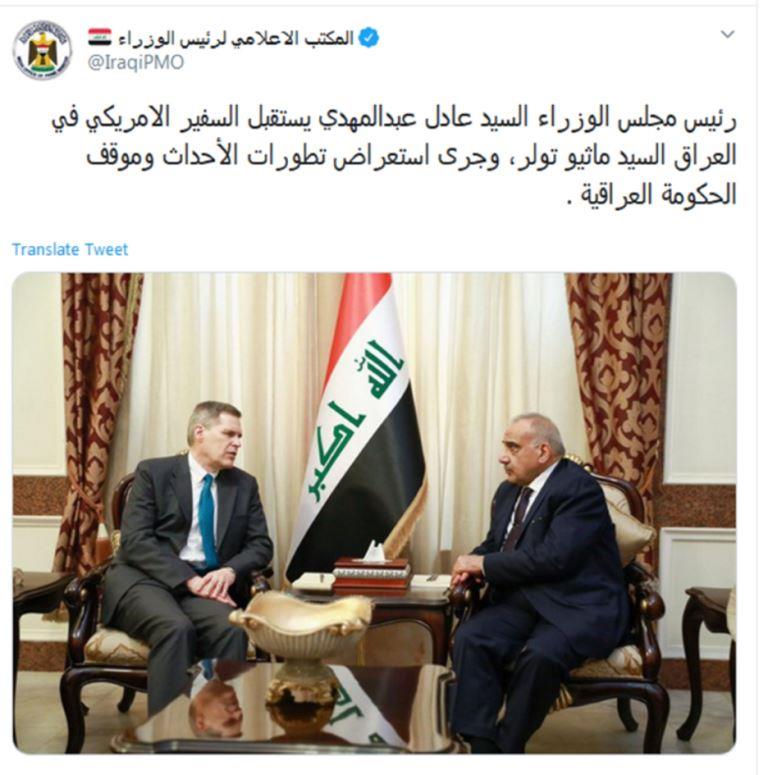 المكتب الاعلامي لرئيس الوزراء
@IraqiPMO
رئيس مجلس الوزراء السيد عادل عبدالمهدي يستقبل السفير الامريكي في
العراق السيد ماثيو تولر، وجرى استعراض تطورات الأحداث وموقف
الحكومة العراقية .
Translate Tweet
الله اكبر